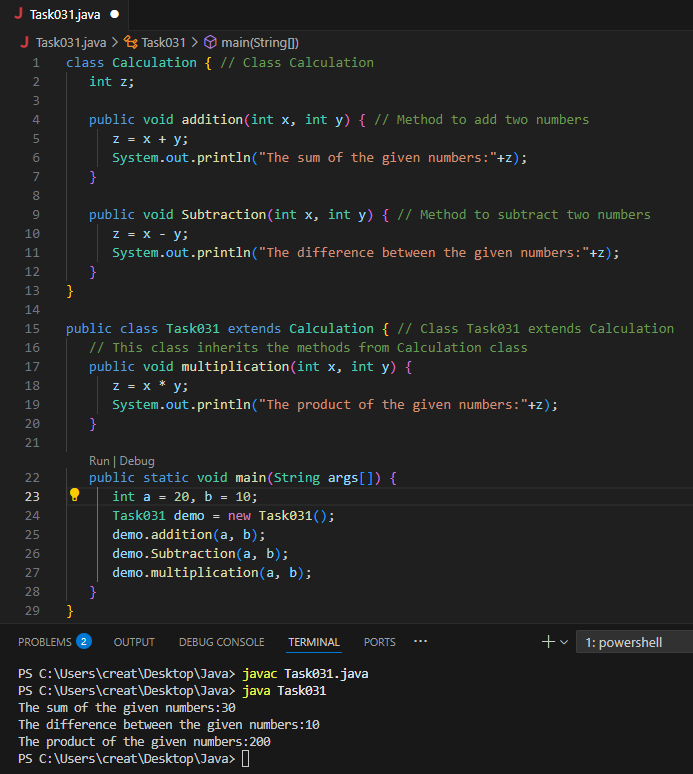 J Task031.java ●
J Task031.java > Task031 > main(String[])
1 class Calculation { // Class Calculation
2 int z;
3
4 public void addition(int x, int y) { // Method to add two numbers
5 z = x + y;
6 System.out.println("The sum of the given numbers:"+z);
7 }
8
9 public void Subtraction(int x, int y) { // Method to subtract two numbers
10 z = x - y;
11 System.out.println("The difference between the given numbers:"+z);
12 }
13 }
14
15 public class Task031 extends Calculation { // Class Task031 extends Calculation
16 // This class inherits the methods from Calculation class
17 public void multiplication(int x, int y) {
18 z = x * y;
19 System.out.println("The product of the given numbers:"+z);
20 }
21
Run | Debug
22 public static void main(String args[]) {
23 int a = 20, b = 10;
24 Task031 demo = new Task031();
25 demo.addition(a, b);
26 demo.Subtraction(a, b);
27 demo.multiplication(a, b);
28 }
29 }
PROBLEMS 2 OUTPUT DEBUG CONSOLE TERMINAL PORTS ··· 1: powershell
PS C:\Users\creat\Desktop\Java> javac Task031.java
PS C:\Users\creat\Desktop\Java> java Task031
The sum of the given numbers:30
The difference between the given numbers:10
The product of the given numbers:200
PS C:\Users\creat\Desktop\Java>